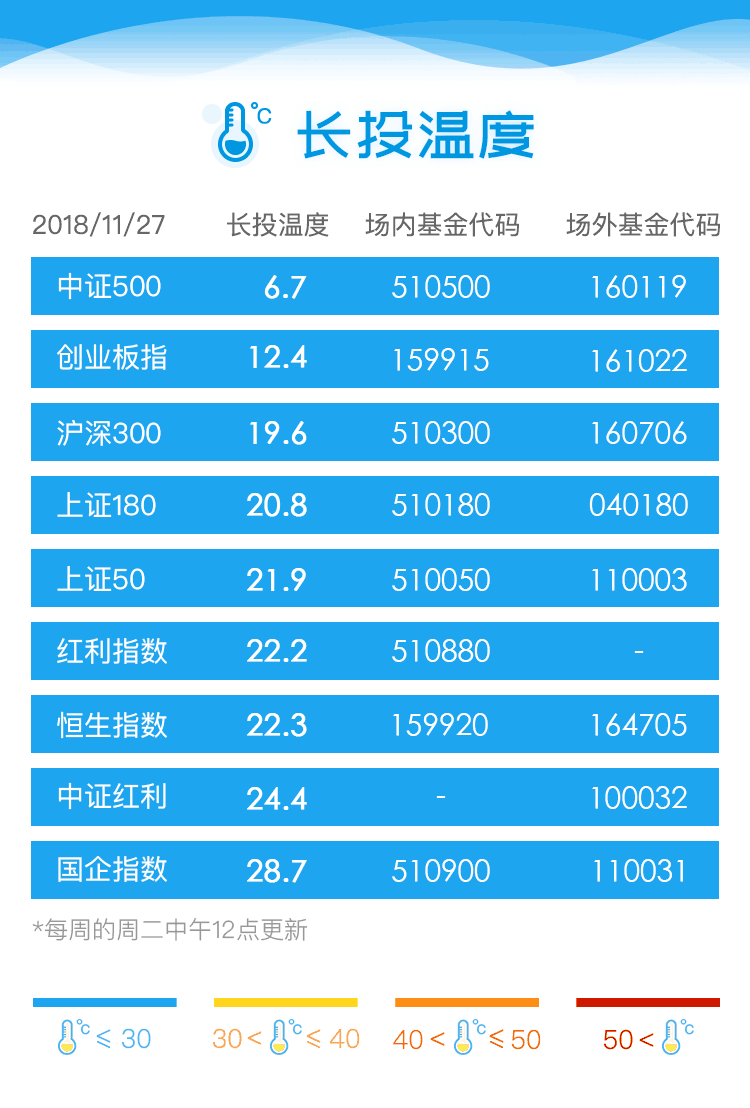 ℃ 长投温度
2018/11/27 长投温度 场内基金代码 场外基金代码
中证500 6.7 510500 160119
创业板指 12.4 159915 161022
沪深300 19.6 510300 160706
上证180 20.8 510180 040180
上证50 21.9 510050 110003
红利指数 22.2 510880 -
恒生指数 22.3 159920 164705
中证红利 24.4 - 100032
国企指数 28.7 510900 110031
*每周的周二中午12点更新
℃ ≤ 30 30 < ℃ ≤ 40 40 < ℃ ≤ 50 50 < ℃